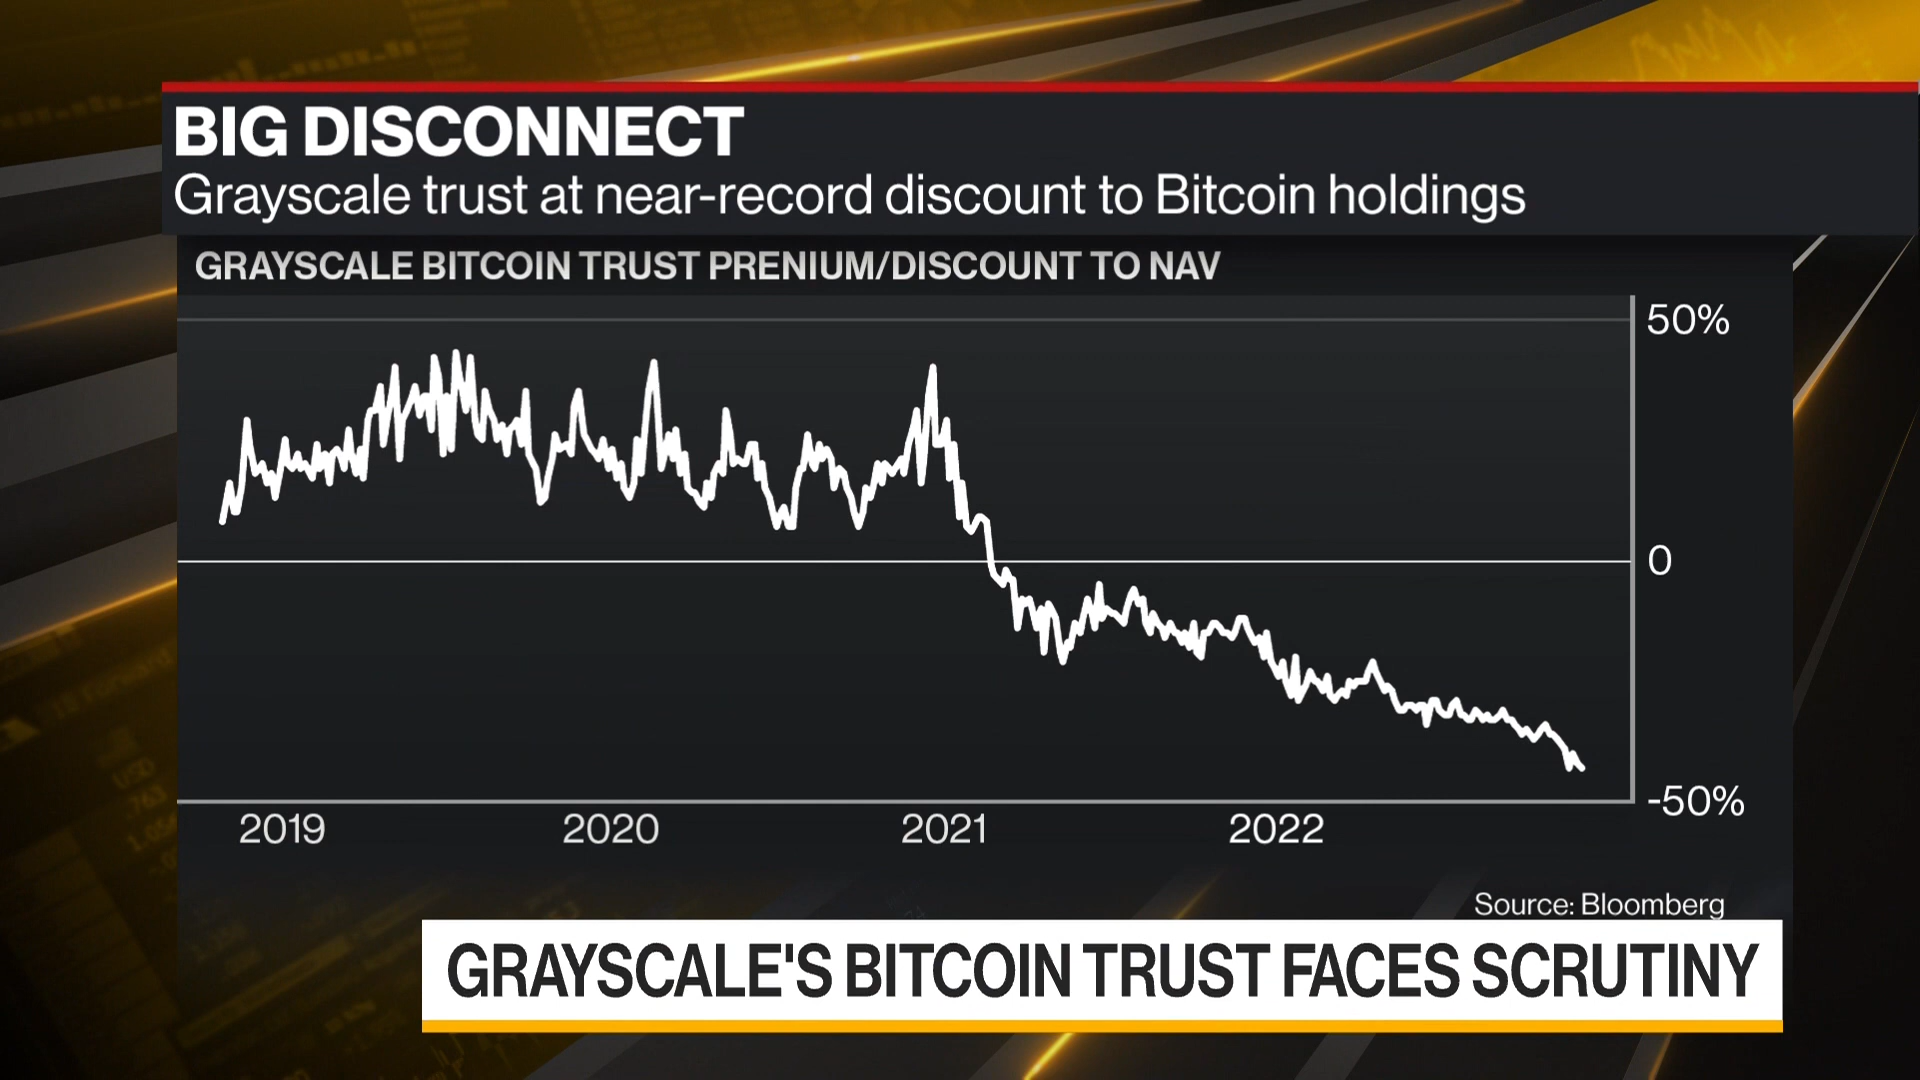 BIG DISCONNECT
Grayscale trust at near-record discount to Bitcoin holdings
GRAYSCALE BITCOIN TRUST PRENIUM/DISCOUNT TO NAV
50%
0
-50%
2019 2020 2021 2022
Source: Bloomberg
GRAYSCALE'S BITCOIN TRUST FACES SCRUTINY